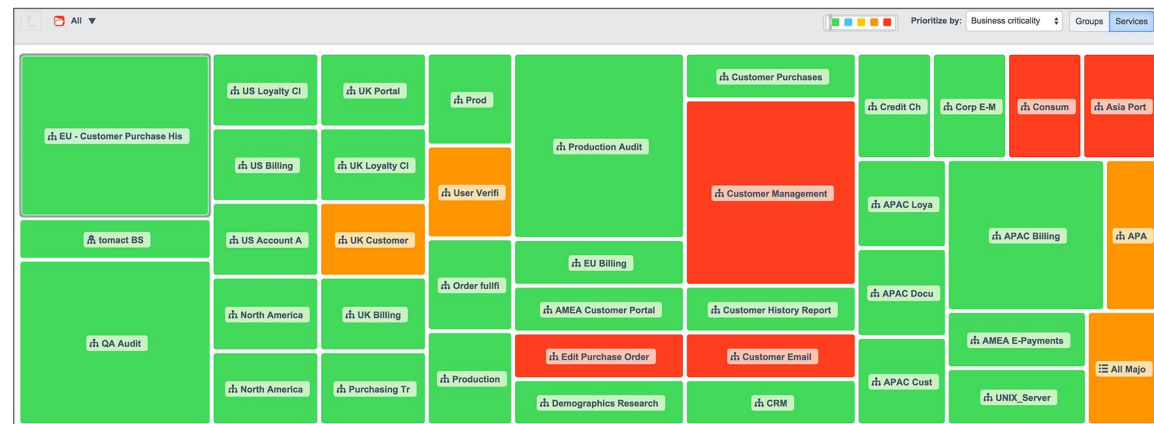 All ▼
Prioritize by: Business criticality Groups Services
EU - Customer Purchase His
tomact BS
QA Audit
US Loyalty Cl
US Billing
US Account A
North America
North America
UK Portal
UK Loyalty Cl
UK Customer
UK Billing
Purchasing Tr
Prod
User Verifi
Order fullfi
Production
Production Audit
EU Billing
AMEA Customer Portal
Edit Purchase Order
Demographics Research
Customer Purchases
Customer Management
Customer History Report
Customer Email
CRM
Credit Ch
Corp E-M
Consum
Asia Port
APAC Loya
APAC Docu
APAC Cust
APAC Billing
APA
AMEA E-Payments
UNIX_Server
All Majo